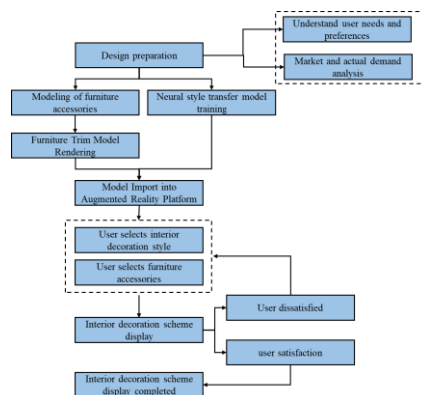 Understand user needs and
preferences
Design preparation
Market and actual demand
analysis
Modeling of furniture
accessories
Neural style transfer model
training
Furniture Trim Model
Rendering
Model Import into
Augmented Reality Platform
User selects interior
decoration style
User selects furniture
accessories
User dissatisfied
Interior decoration scheme
display
user satisfaction
Interior decoration scheme
display completed